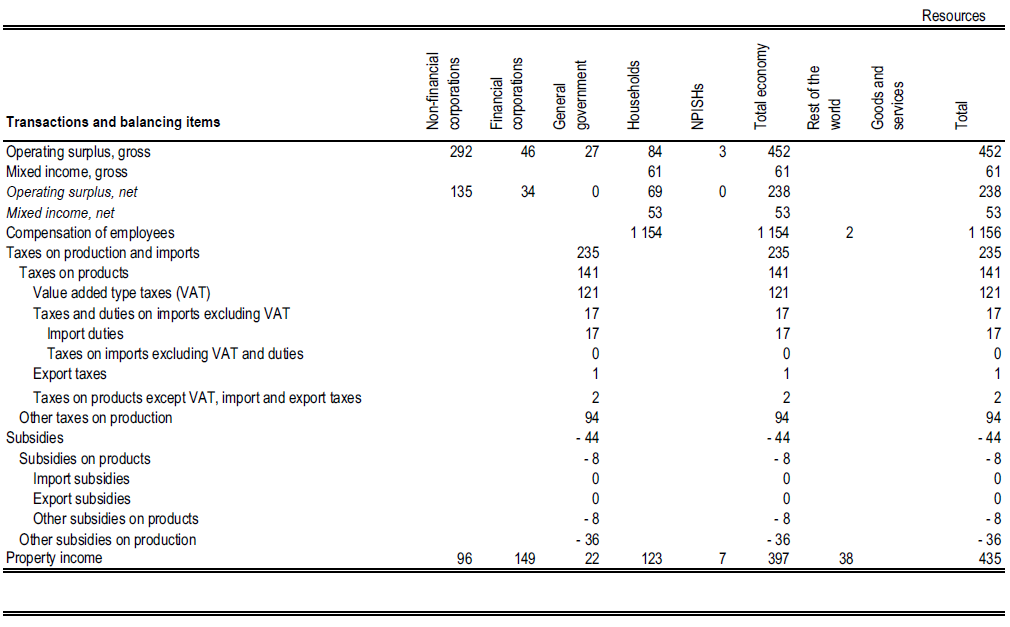 Resources
Transactions and balancing items Non-financial corporations Financial corporations General government Households NPISHs Total economy Rest of the world Goods and services Total
Operating surplus, gross 292 46 27 84 3 452 452
Mixed income, gross 61 61 61
Operating surplus, net 135 34 0 69 0 238 238
Mixed income, net 53 53 53
Compensation of employees 1 154 1 154 2 1 156
Taxes on production and imports 235 235 235
Taxes on products 141 141 141
Value added type taxes (VAT) 121 121 121
Taxes and duties on imports excluding VAT 17 17 17
Import duties 17 17 17
Taxes on imports excluding VAT and duties 0 0 0
Export taxes 1 1 1
Taxes on products except VAT, import and export taxes 2 2 2
Other taxes on production 94 94 94
Subsidies - 44 - 44 - 44
Subsidies on products - 8 - 8 - 8
Import subsidies 0 0 0
Export subsidies 0 0 0
Other subsidies on products - 8 - 8 - 8
Other subsidies on production - 36 - 36 - 36
Property income 96 149 22 123 7 397 38 435